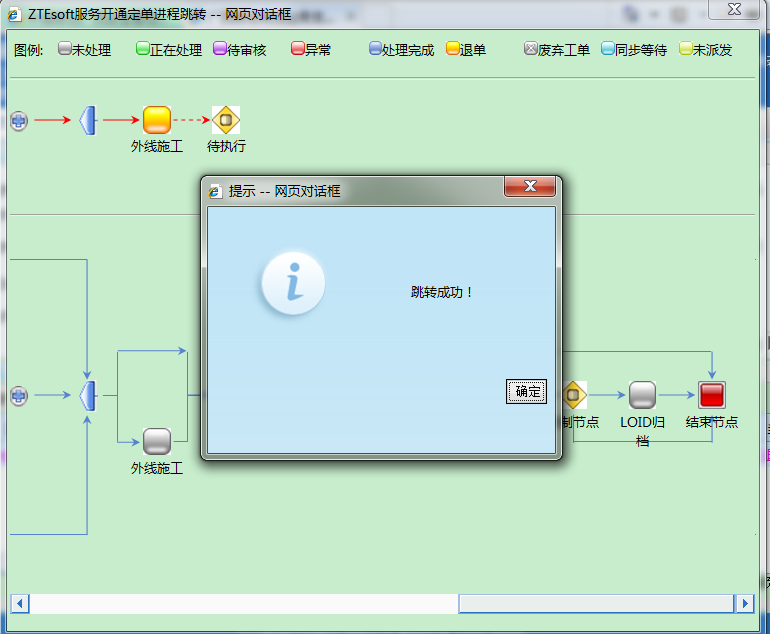 ZTEsoft服务开通定单进程跳转 -- 网页对话框
图例: 未处理 正在处理 待审核 异常 处理完成 退单 废弃工单 同步等待 未派发
外线施工 待执行
提示 -- 网页对话框
跳转成功！
确定
制节点 LOID归档 结束节点
外线施工